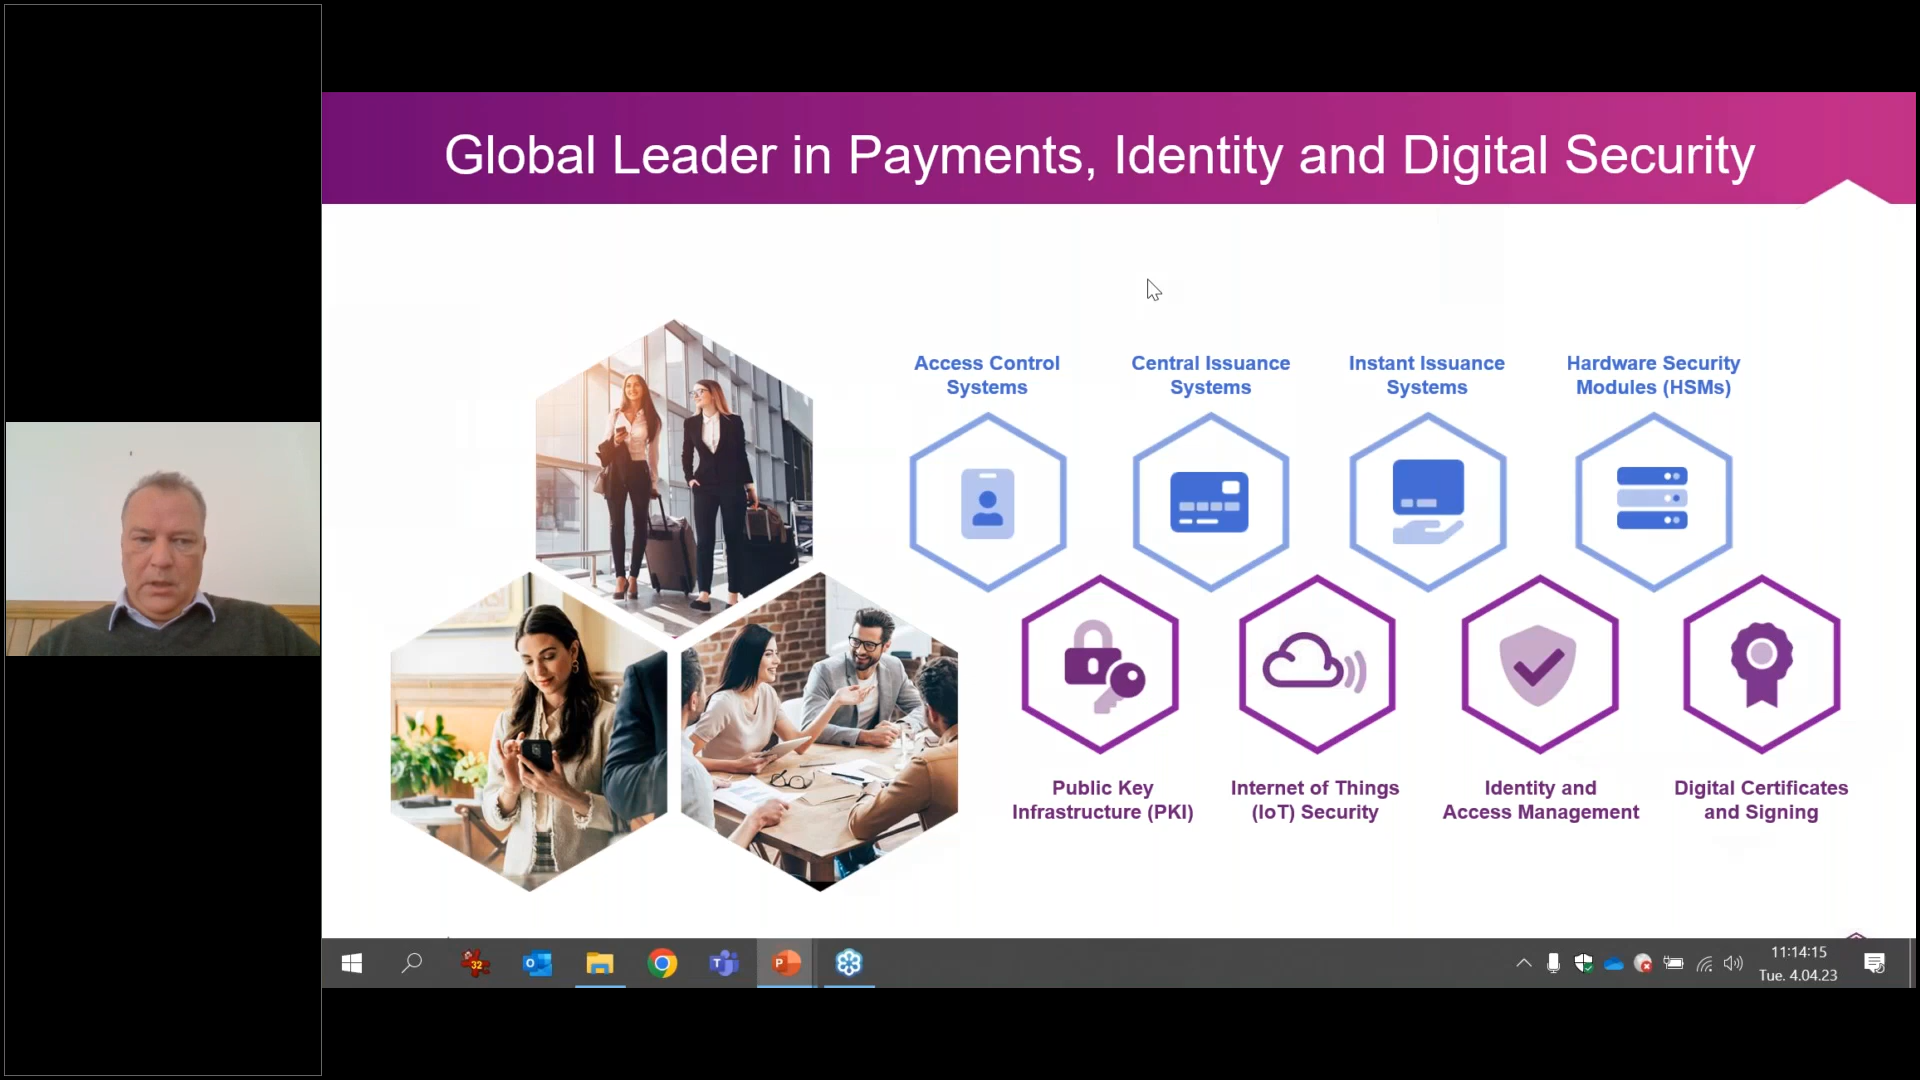 Global Leader in Payments, Identity and Digital Security
Access Control
Systems
Central Issuance
Systems
Instant Issuance
Systems
Hardware Security
Modules (HSMs)
Public Key
Infrastructure (PKI)
Internet of Things
(IoT) Security
Identity and
Access Management
Digital Certificates
and Signing
32
11:14:15
Tue. 4.04.23